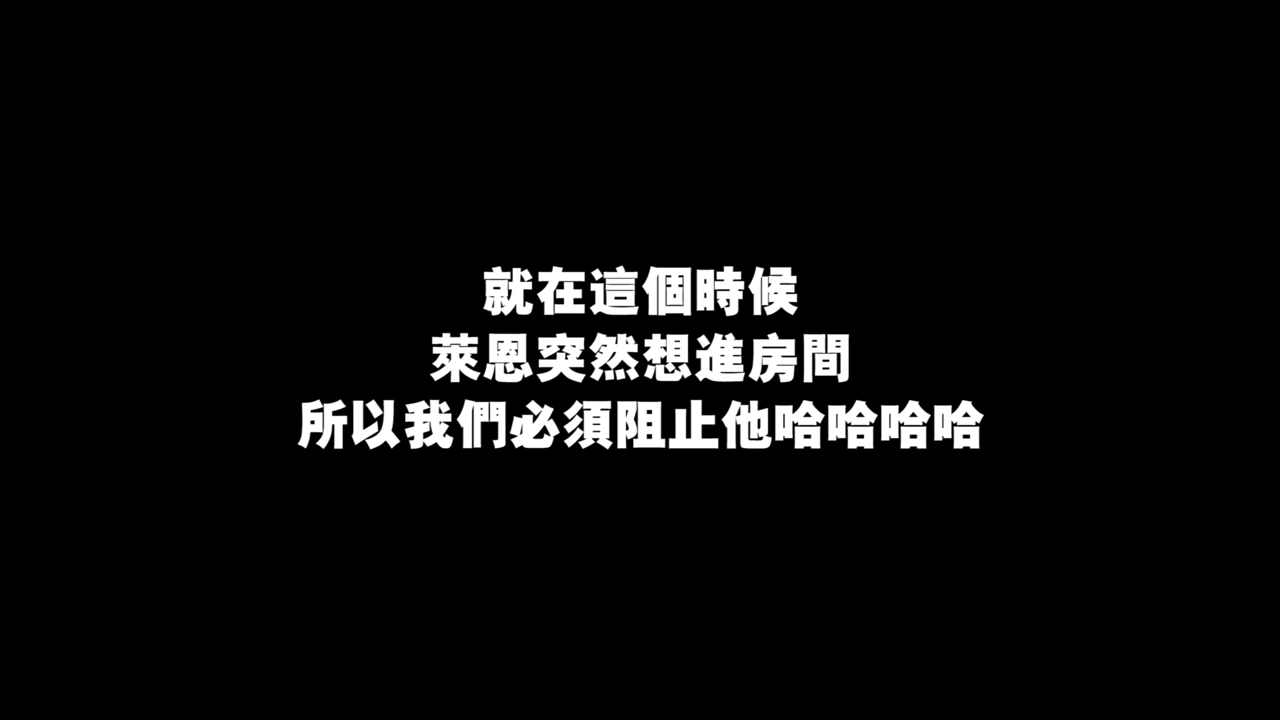 就在這個時候
萊恩突然想進房間
所以我們必須阻止他哈哈哈哈